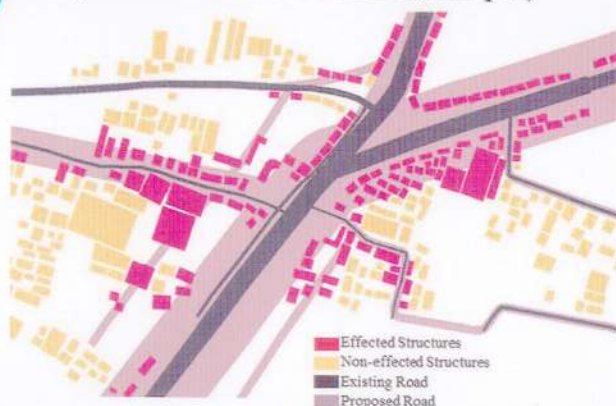 Effected Structures
Non-effected Structures
Existing Road
Proposed Road